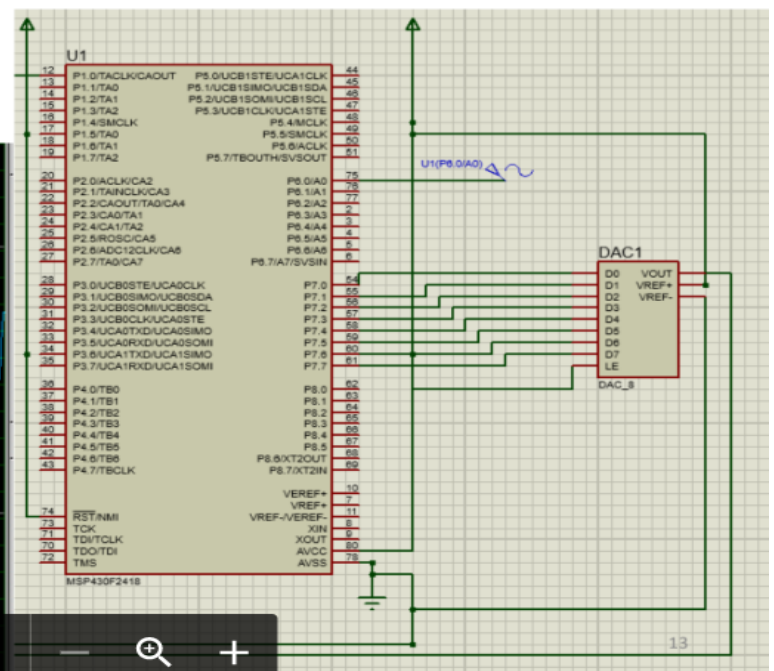 U1
12 P1.0/TACLK/CAOUT P5.0/UCB1STE/UCA1CLK 44
13 P1.1/TA0 P5.1/UCB1SIMO/UCB1SDA 45
14 P1.2/TA1 P5.2/UCB1SOMI/UCB1SCL 46
15 P1.3/TA2 P5.3/UCB1CLK/UCA1STE 47
16 P1.4/SMCLK P5.4/MCLK 48
17 P1.5/TA0 P5.5/SMCLK 49
18 P1.6/TA1 P5.6/ACLK 50
19 P1.7/TA2 P5.7/TBOUTH/SVSOUT 51
20 P2.0/ACLK/CA2 P6.0/A0 75
21 P2.1/TAINCLK/CA3 P6.1/A1 76
22 P2.2/CAOUT/TA0/CA4 P6.2/A2 77
23 P2.3/CA0/TA1 P6.3/A3 2
24 P2.4/CA1/TA2 P6.4/A4 3
25 P2.5/ROSC/CA5 P6.5/A5 4
26 P2.6/ADC12CLK/CA6 P6.6/A6 5
27 P2.7/TA0/CA7 P6.7/A7/SVSIN 6
U1(P6.0/A0)
28 P3.0/UCB0STE/UCA0CLK P7.0 54
29 P3.1/UCB0SIMO/UCB0SDA P7.1 55
30 P3.2/UCB0SOMI/UCB0SCL P7.2 56
31 P3.3/UCB0CLK/UCA0STE P7.3 57
32 P3.4/UCA0TXD/UCA0SIMO P7.4 58
33 P3.5/UCA0RXD/UCA0SOMI P7.5 59
34 P3.6/UCA1TXD/UCA1SIMO P7.6 60
35 P3.7/UCA1RXD/UCA1SOMI P7.7 61
36 P4.0/TB0 P8.0 62
37 P4.1/TB1 P8.1 63
38 P4.2/TB2 P8.2 64
39 P4.3/TB3 P8.3 65
40 P4.4/TB4 P8.4 66
41 P4.5/TB5 P8.5 67
42 P4.6/TB6 P8.6/XT2OUT 68
43 P4.7/TBCLK P8.7/XT2IN 69
VEREF+ 10
VREF+ 7
74 RST/NMI VREF-/VEREF- 11
73 TCK XIN 8
71 TDI/TCLK XOUT 9
70 TDO/TDI AVCC 80
72 TMS AVSS 78
MSP430F2418
DAC1
D0 VOUT
D1 VREF+
D2 VREF-
D3
D4
D5
D6
D7
LE
DAC_8
13